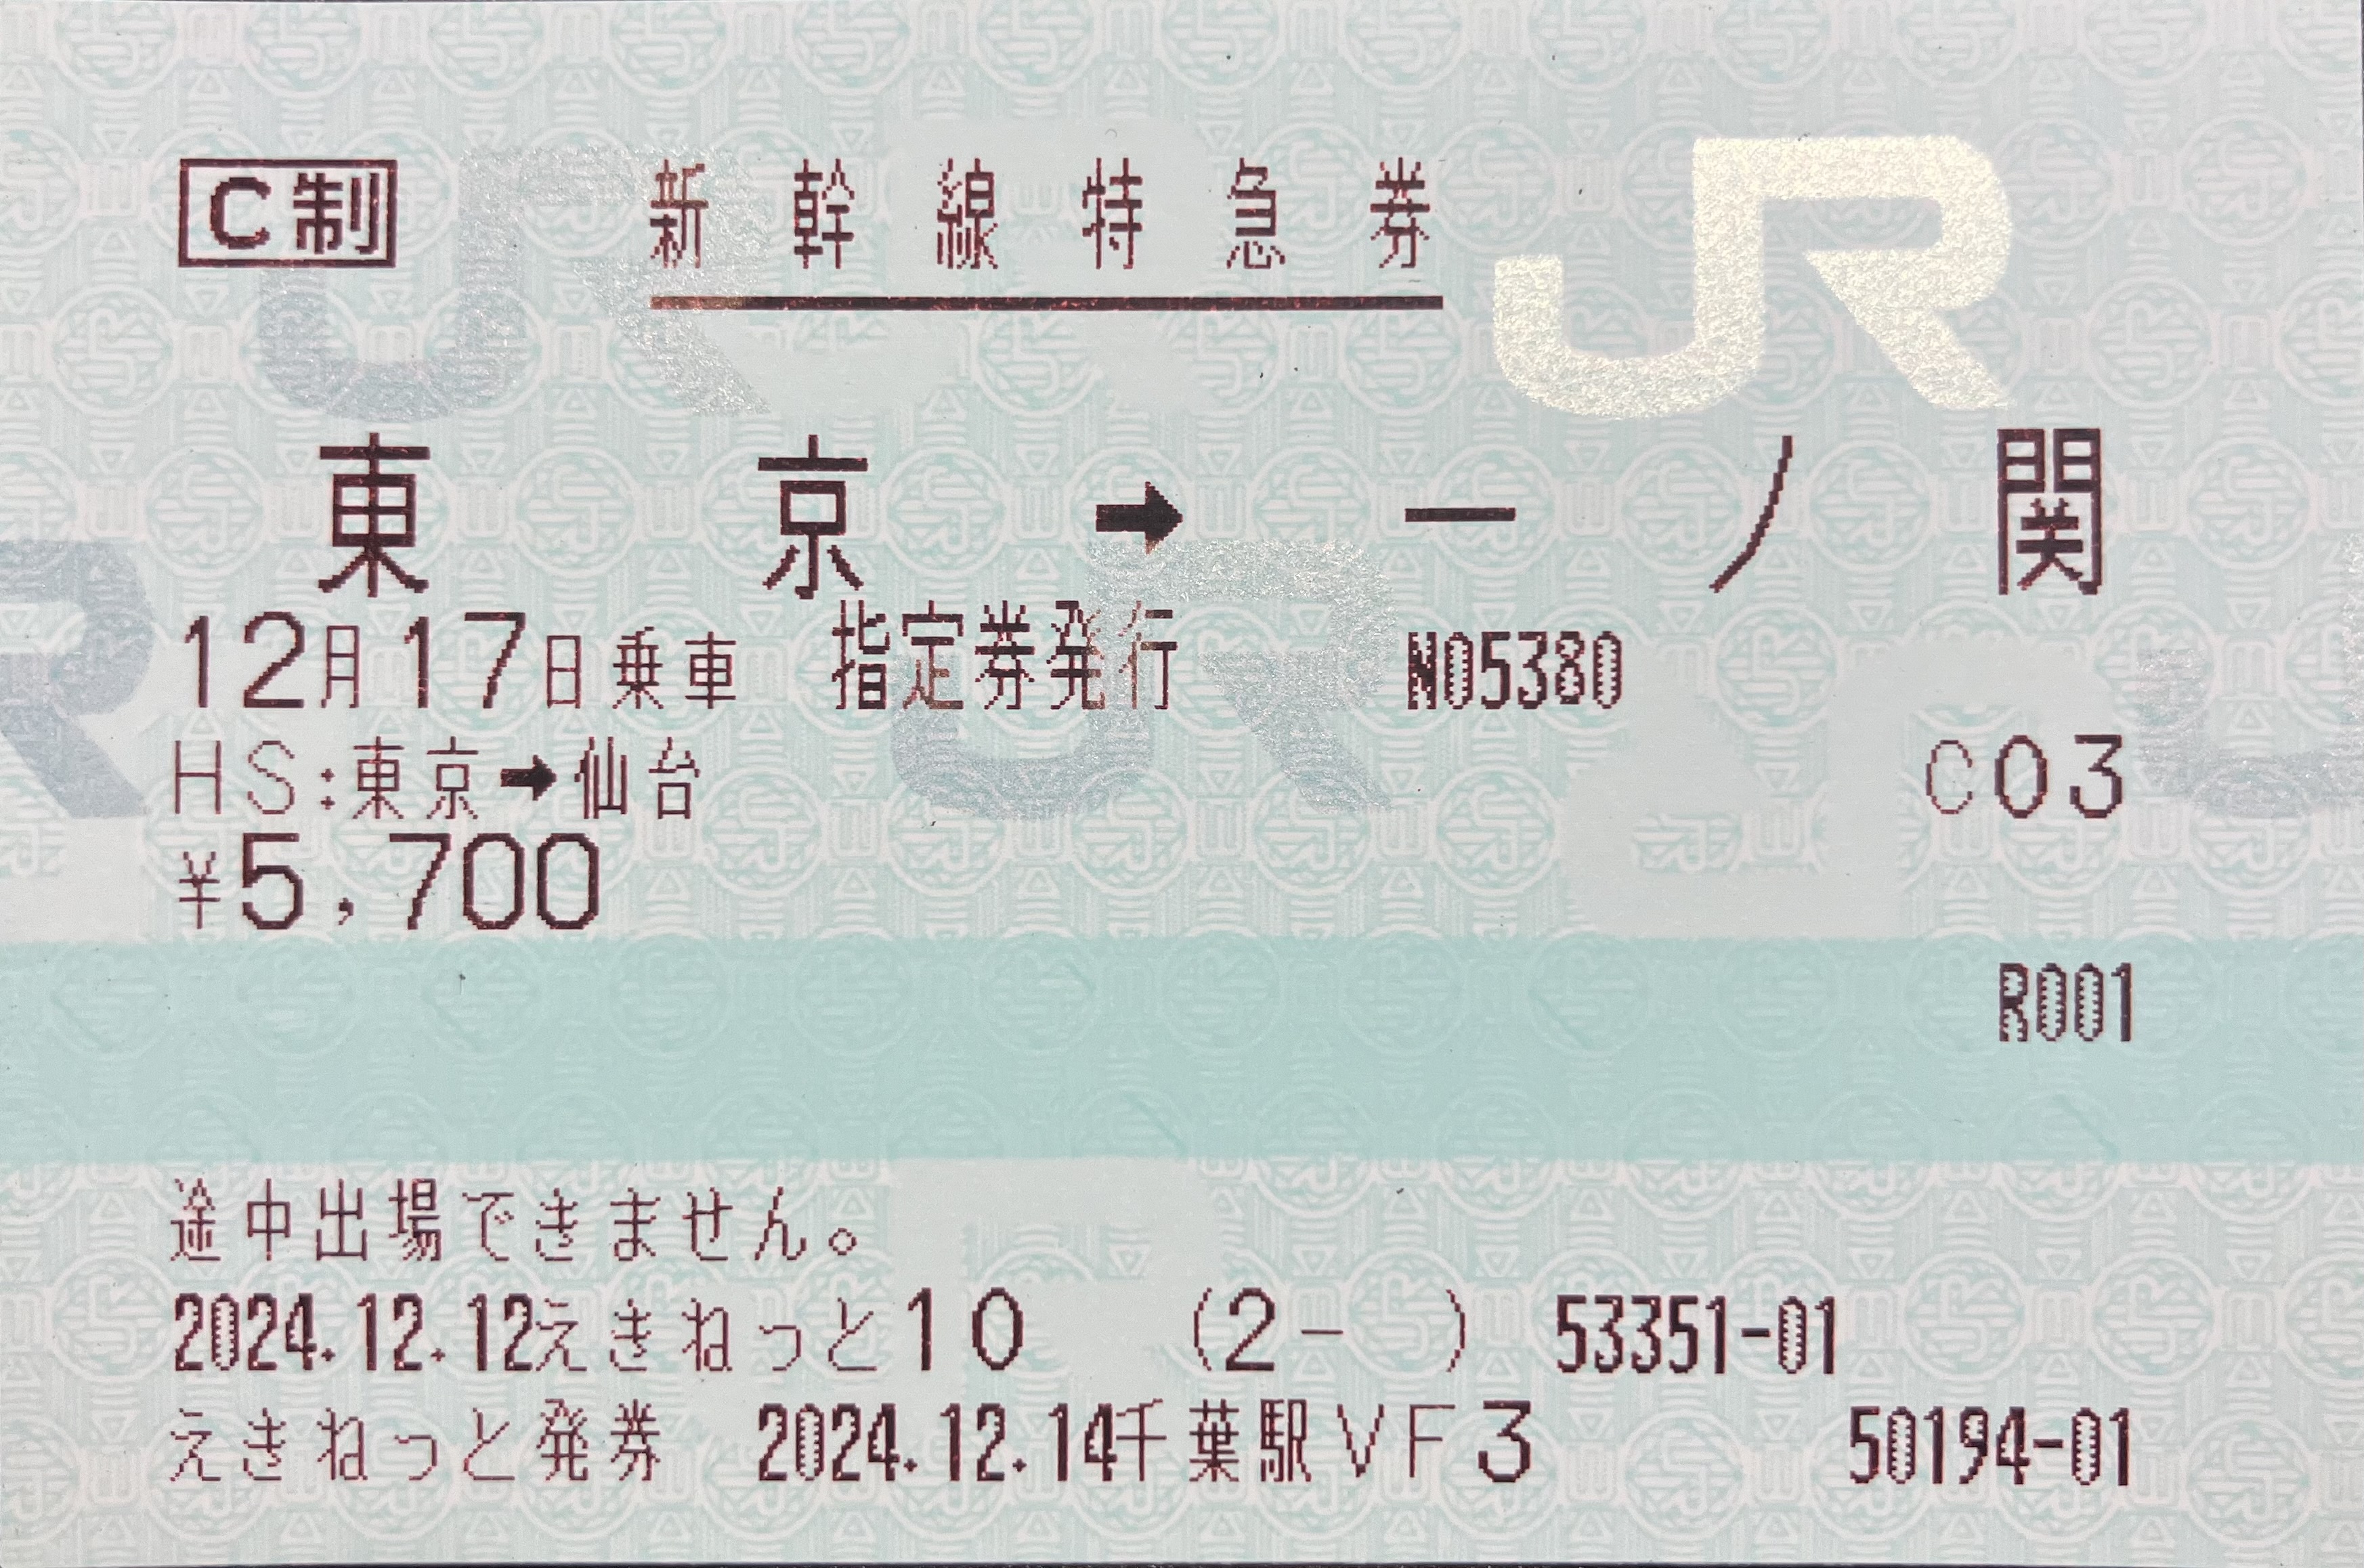 C制 新幹線特急券 JR
東京➡一ノ関
12月17日乗車 指定券発行 N05380
HS:東京➡仙台 C03
¥5,700
R001
途中出場できません。
2024.12.12えきねっと10 (2- ) 53351-01
えきねっと発券 2024.12.14千葉駅VF3 50194-01